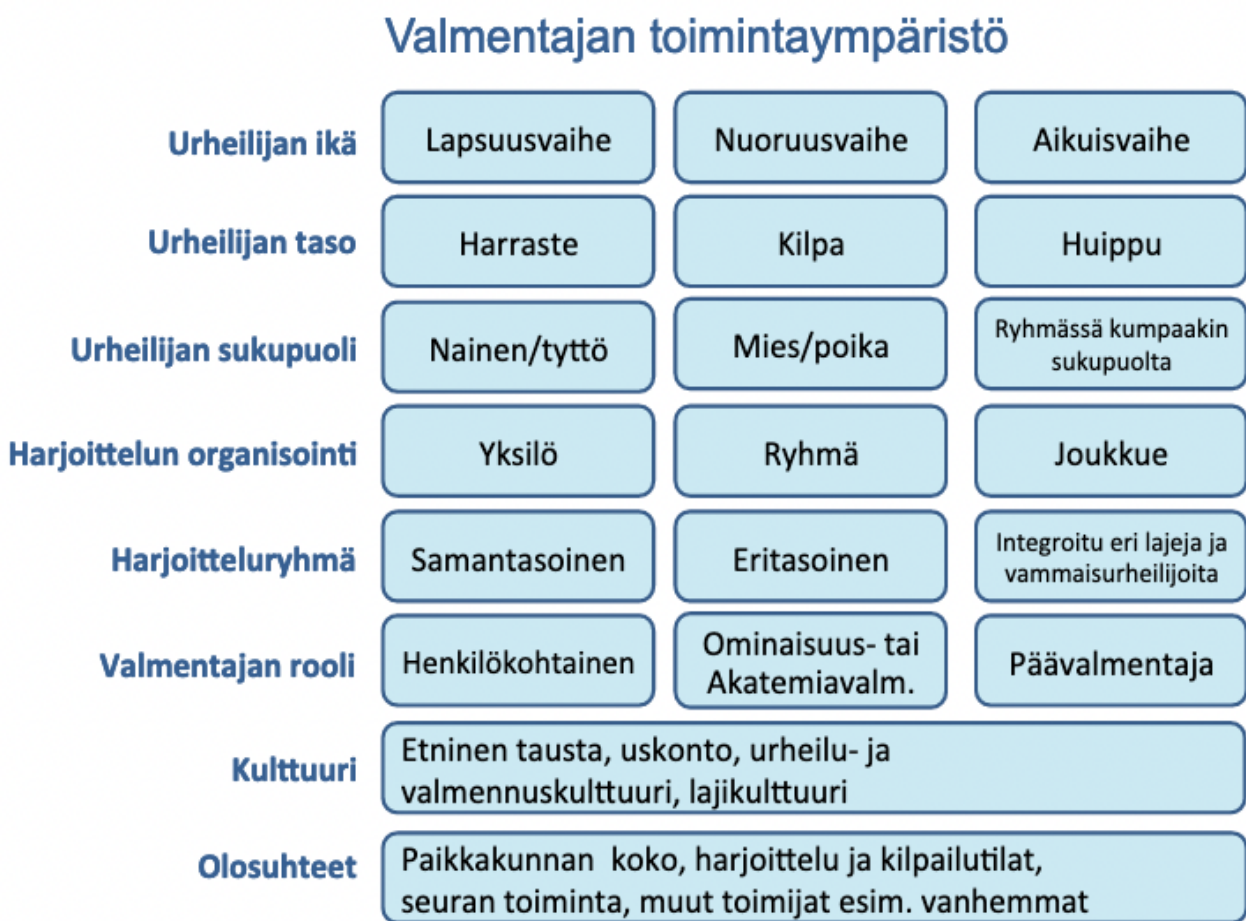 Valmentajan toimintaympäristö
Urheilijan ikä
Lapsuusvaihe
Nuoruusvaihe
Aikuisvaihe
Urheilijan taso
Harraste
Kilpa
Huippu
Urheilijan sukupuoli
Nainen/tyttö
Mies/poika
Ryhmässä kumpaakin
sukupuolta
Harjoittelun organisointi
Yksilö
Ryhmä
Joukkue
Harjoitteluryhmä
Samantasoinen
Eritasoinen
Integroitu eri lajeja ja
vammaisurheilijoita
Valmentajan rooli
Henkilökohtainen
Ominaisuus- tai
Akatemiavalm.
Päävalmentaja
Kulttuuri
Etninen tausta, uskonto, urheilu- ja
valmennuskulttuuri, lajikulttuuri
Olosuhteet
Paikkakunnan koko, harjoittelu ja kilpailutilat,
seuran toiminta, muut toimijat esim. vanhemmat